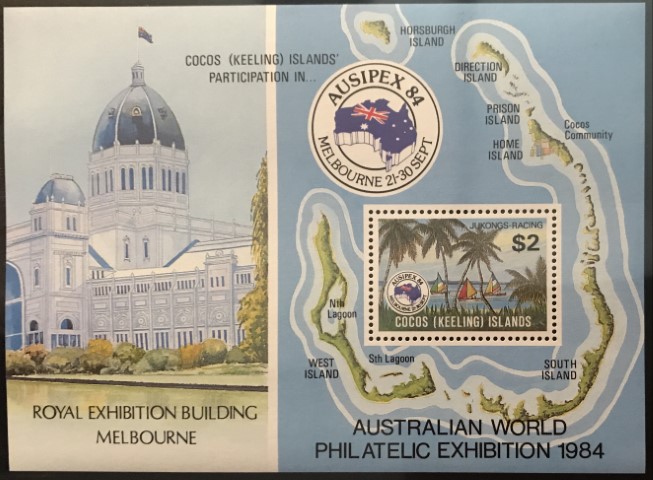 COCOS (KEELING) ISLANDS'
PARTICIPATION IN...
AUSIPEX 84
MELBOURNE 21-30 SEPT
HORSBURGH
ISLAND
DIRECTION
ISLAND
PRISON
ISLAND
Cocos
Community
HOME
ISLAND
JUKONGS-RACING
$2
AUSIPEX 84
COCOS (KEELING) ISLANDS
Nth
Lagoon
WEST
ISLAND
Sth Lagoon
SOUTH
ISLAND
ROYAL EXHIBITION BUILDING
MELBOURNE
AUSTRALIAN WORLD
PHILATELIC EXHIBITION 1984